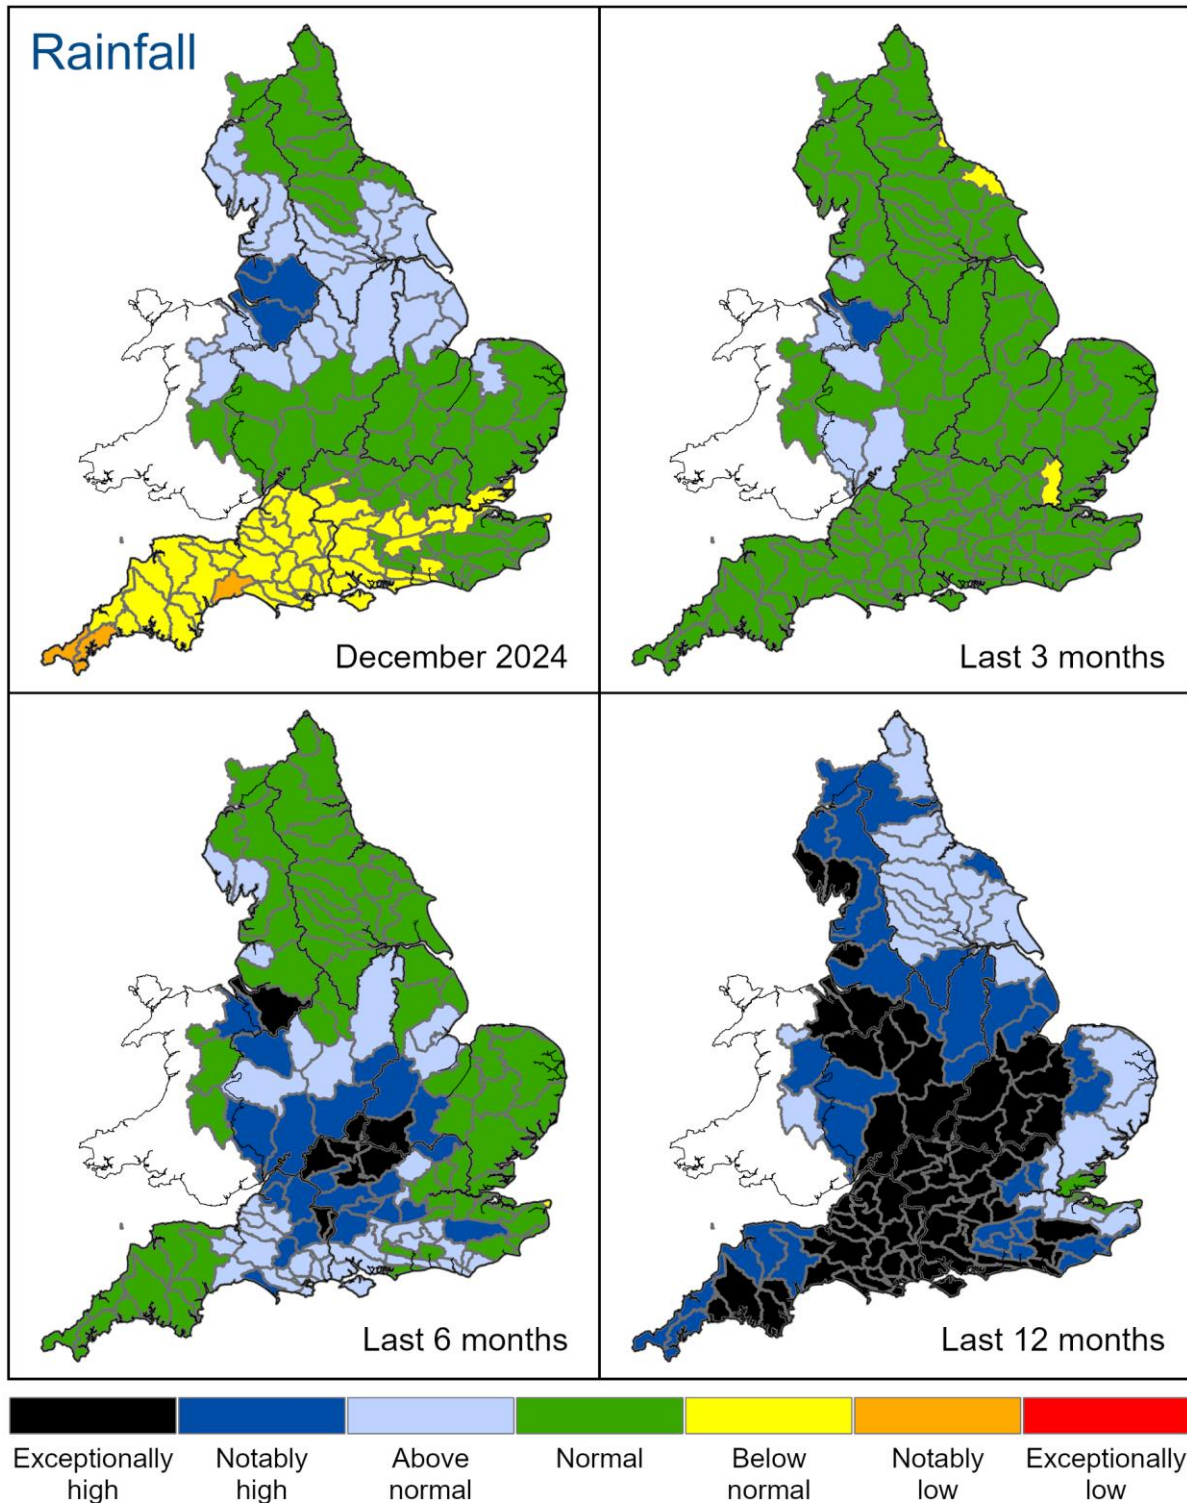 Rainfall
December 2024
Last 3 months
Last 6 months
Last 12 months
Exceptionally high
Notably high
Above normal
Normal
Below normal
Notably low
Exceptionally low